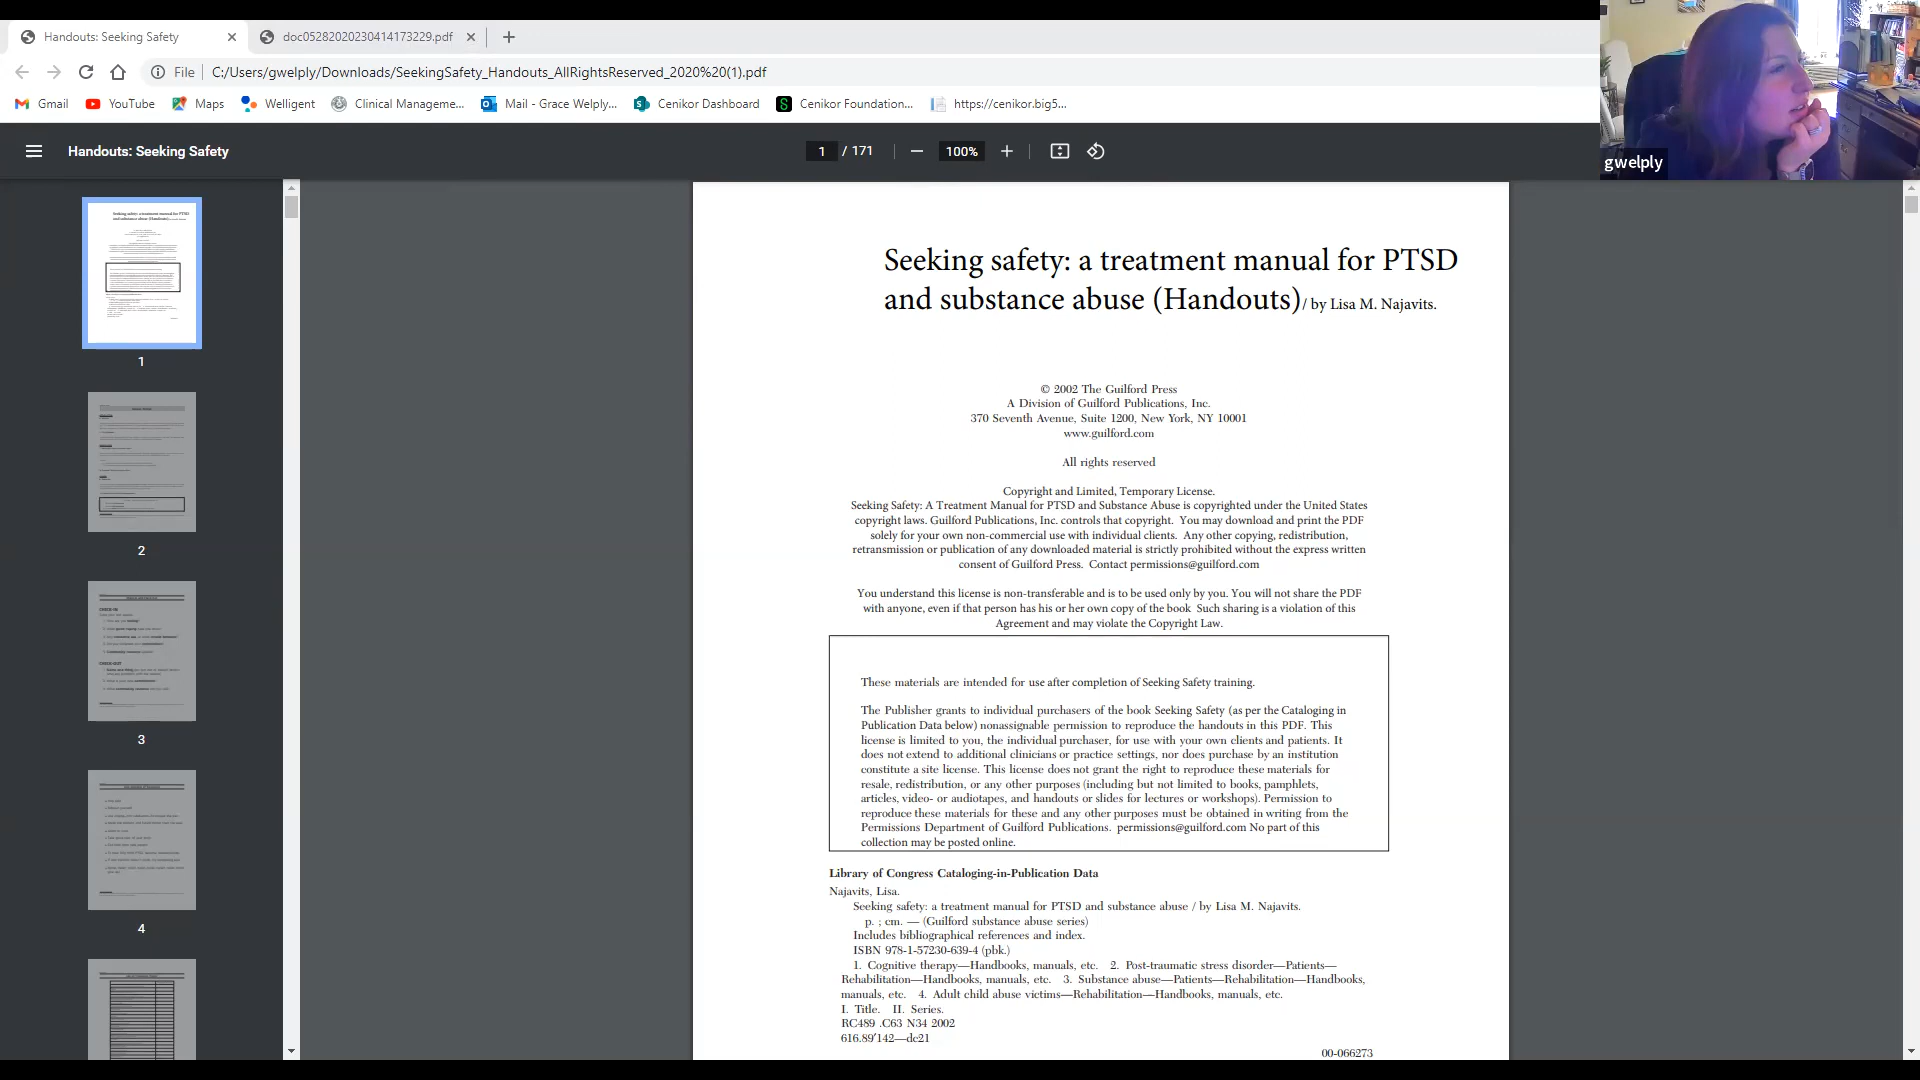 Handouts: Seeking Safety
doc05282020230414173229.pdf
File
C:/Users/gwelply/Downloads/SeekingSafety_Handouts_AllRightsReserved_2020%20(1).pdf
Gmail
YouTube
Maps
Welligent
Clinical Manageme...
Mail - Grace Welply...
Cenikor Dashboard
Cenikor Foundation...
https://cenikor.big5...
Handouts: Seeking Safety
1 / 171
100%
gwelply
1
2
3
4
Seeking safety: a treatment manual for PTSD
and substance abuse (Handouts)/ by Lisa M. Najavits.
© 2002 The Guilford Press
A Division of Guilford Publications, Inc.
370 Seventh Avenue, Suite 1200, New York, NY 10001
www.guilford.com
All rights reserved
Copyright and Limited, Temporary License.
Seeking Safety: A Treatment Manual for PTSD and Substance Abuse is copyrighted under the United States
copyright laws. Guilford Publications, Inc. controls that copyright. You may download and print the PDF
solely for your own non-commercial use with individual clients. Any other copying, redistribution,
retransmission or publication of any downloaded material is strictly prohibited without the express written
consent of Guilford Press. Contact permissions@guilford.com
You understand this license is non-transferable and is to be used only by you. You will not share the PDF
with anyone, even if that person has his or her own copy of the book Such sharing is a violation of this
Agreement and may violate the Copyright Law.
These materials are intended for use after completion of Seeking Safety training.
The Publisher grants to individual purchasers of the book Seeking Safety (as per the Cataloging in
Publication Data below) nonassignable permission to reproduce the handouts in this PDF. This
license is limited to you, the individual purchaser, for use with your own clients and patients. It
does not extend to additional clinicians or practice settings, nor does purchase by an institution
constitute a site license. This license does not grant the right to reproduce these materials for
resale, redistribution, or any other purposes (including but not limited to books, pamphlets,
articles, video- or audiotapes, and handouts or slides for lectures or workshops). Permission to
reproduce these materials for these and any other purposes must be obtained in writing from the
Permissions Department of Guilford Publications. permissions@guilford.com No part of this
collection may be posted online.
Library of Congress Cataloging-in-Publication Data
Najavits, Lisa.
Seeking safety: a treatment manual for PTSD and substance abuse / by Lisa M. Najavits.
p. ; cm. — (Guilford substance abuse series)
Includes bibliographical references and index.
ISBN 978-1-57230-639-4 (pbk.)
1. Cognitive therapy—Handbooks, manuals, etc. 2. Post-traumatic stress disorder—Patients—
Rehabilitation—Handbooks, manuals, etc. 3. Substance abuse—Patients—Rehabilitation—Handbooks,
manuals, etc. 4. Adult child abuse victims—Rehabilitation—Handbooks, manuals, etc.
I. Title. II. Series.
RC489 .C63 N34 2002
616.89′142—dc21
00-066273